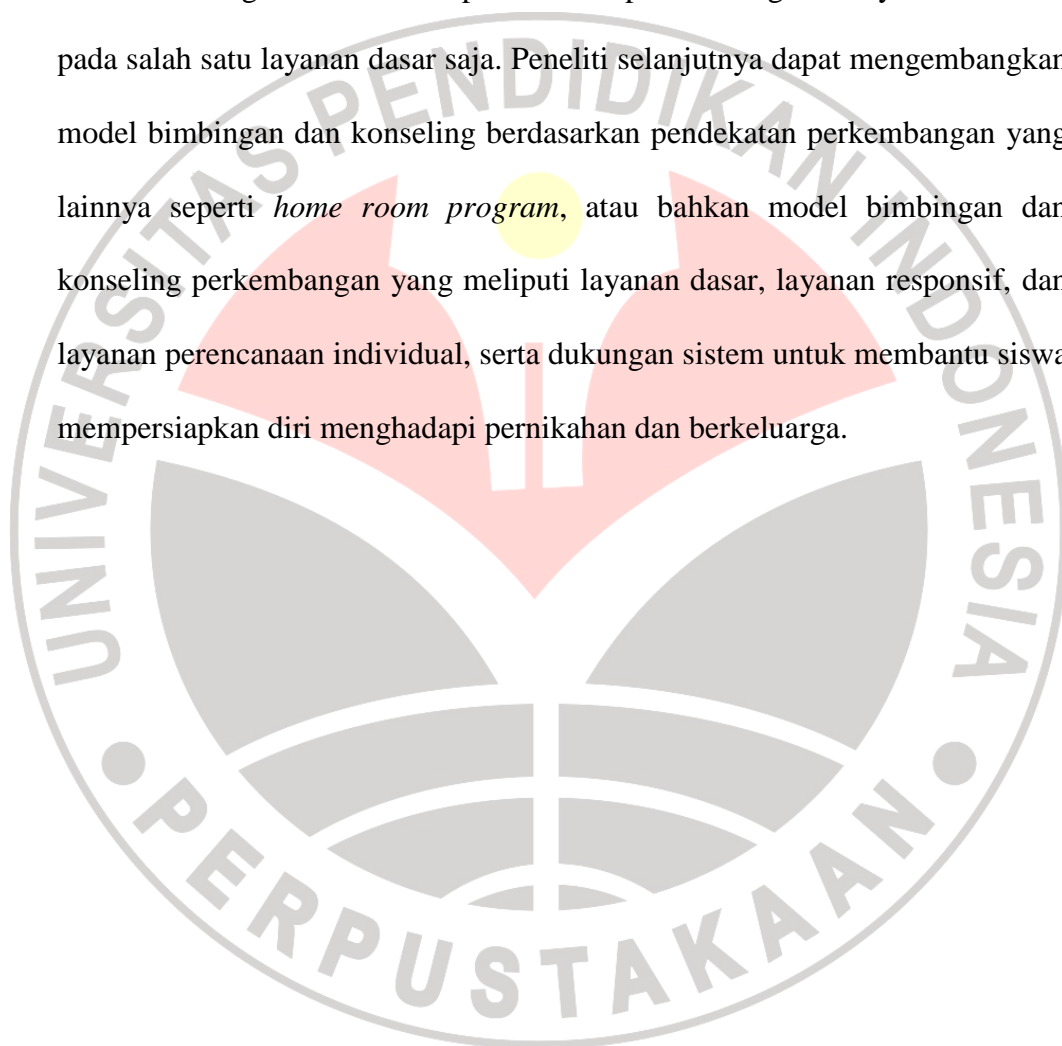 pada salah satu layanan dasar saja. Peneliti selanjutnya dapat mengembangkan
model bimbingan dan konseling berdasarkan pendekatan perkembangan yang
lainnya seperti home room program, atau bahkan model bimbingan dan
konseling perkembangan yang meliputi layanan dasar, layanan responsif, dan
layanan perencanaan individual, serta dukungan sistem untuk membantu siswa
mempersiapkan diri menghadapi pernikahan dan berkeluarga.
UNIVERSITAS PENDIDIKAN INDONESIA
PERPUSTAKAAN